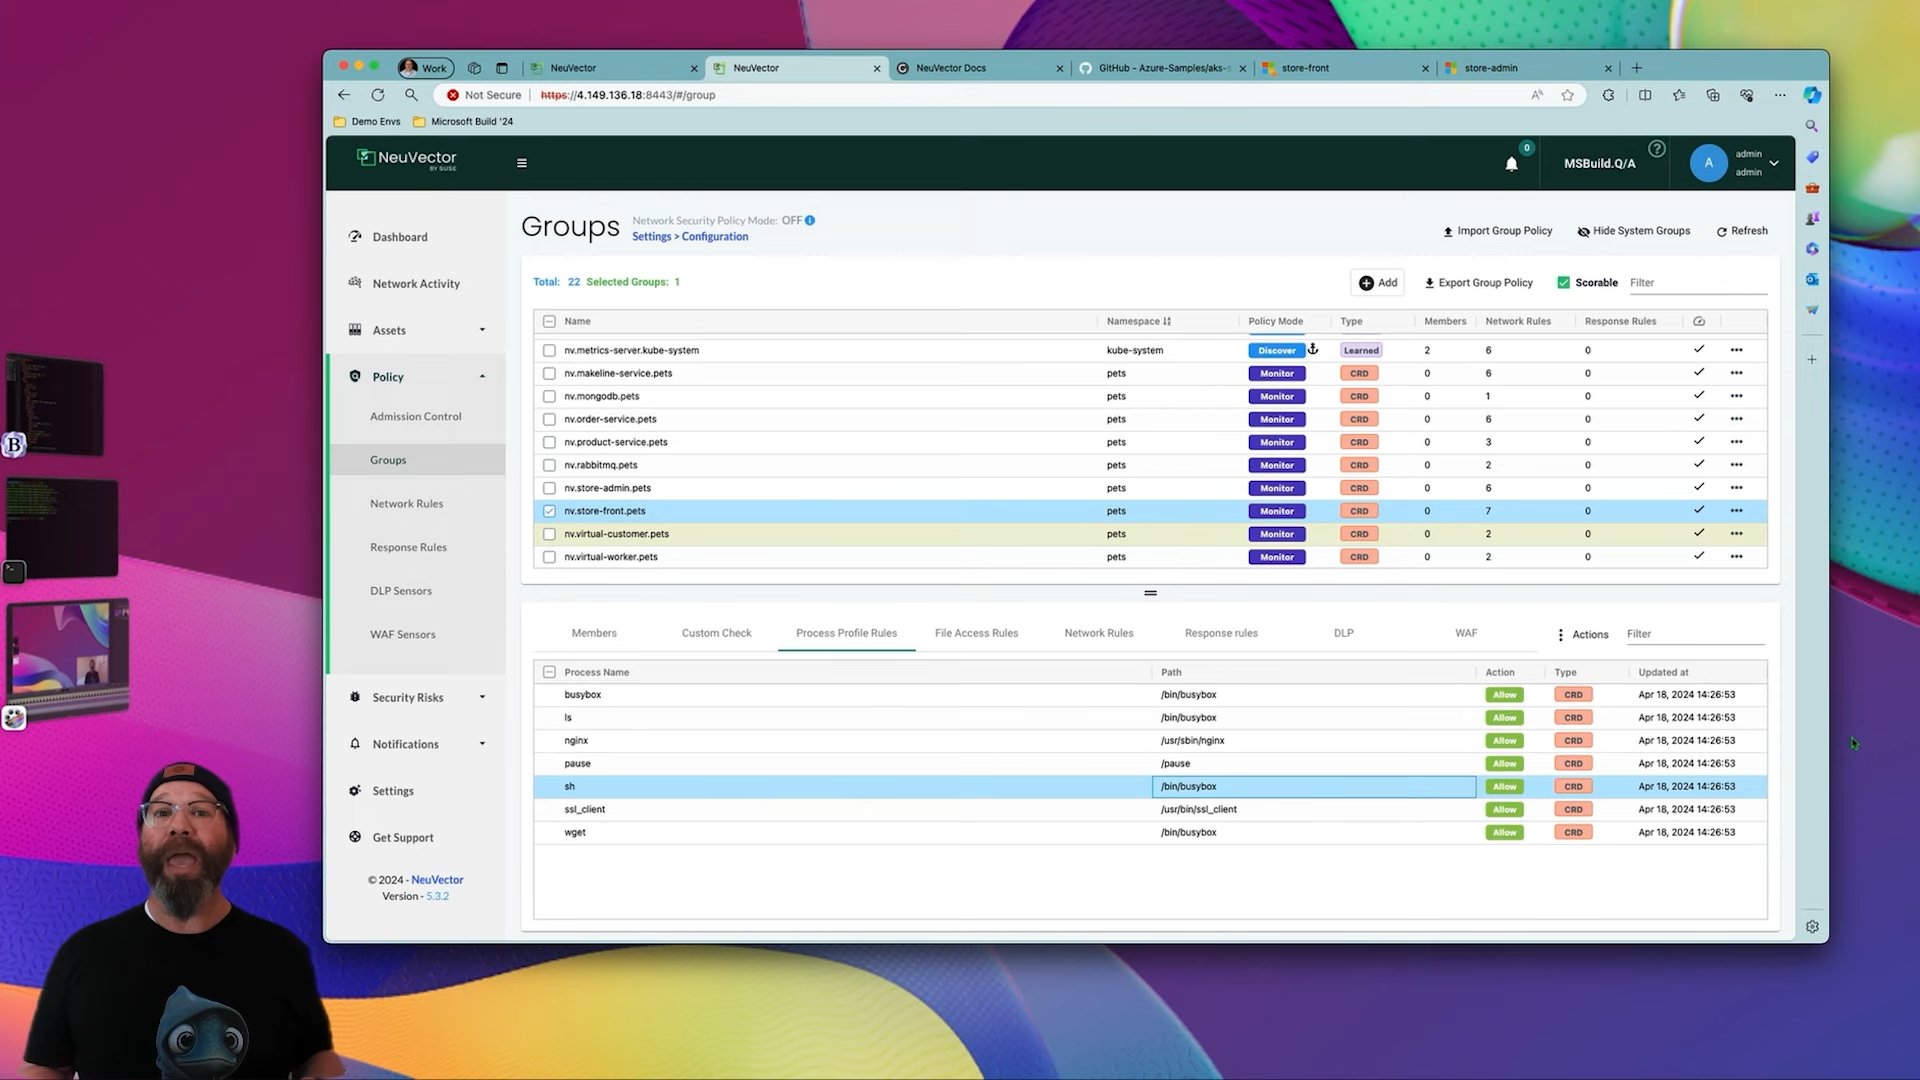 Work
NeuVector
NeuVector
NeuVector Docs
GitHub - Azure-Samples/aks-
store-front
store-admin
Not Secure
https://4.149.136.18:8443/#/group
Demo Envs
Microsoft Build '24
NeuVector
BY SUSE
0
MSBuild.Q/A
?
A
admin
admin
Dashboard
Network Activity
Assets
Policy
Admission Control
Groups
Network Rules
Response Rules
DLP Sensors
WAF Sensors
Security Risks
Notifications
Settings
Get Support
© 2024 - NeuVector
Version - 5.3.2
Groups
Network Security Policy Mode: OFF
Settings > Configuration
Import Group Policy
Hide System Groups
Refresh
Total: 22 Selected Groups: 1
Add
Export Group Policy
Scorable
Filter
Name Namespace Policy Mode Type Members Network Rules Response Rules
nv.metrics-server.kube-system kube-system Discover Learned 2 6 0
nv.makeline-service.pets pets Monitor CRD 0 6 0
nv.mongodb.pets pets Monitor CRD 0 1 0
nv.order-service.pets pets Monitor CRD 0 6 0
nv.product-service.pets pets Monitor CRD 0 3 0
nv.rabbitmq.pets pets Monitor CRD 0 2 0
nv.store-admin.pets pets Monitor CRD 0 6 0
nv.store-front.pets pets Monitor CRD 0 7 0
nv.virtual-customer.pets pets Monitor CRD 0 2 0
nv.virtual-worker.pets pets Monitor CRD 0 2 0
Members Custom Check Process Profile Rules File Access Rules Network Rules Response rules DLP WAF
Actions
Filter
Process Name Path Action Type Updated at
busybox /bin/busybox Allow CRD Apr 18, 2024 14:26:53
ls /bin/busybox Allow CRD Apr 18, 2024 14:26:53
nginx /usr/sbin/nginx Allow CRD Apr 18, 2024 14:26:53
pause /pause Allow CRD Apr 18, 2024 14:26:53
sh /bin/busybox Allow CRD Apr 18, 2024 14:26:53
ssl_client /usr/bin/ssl_client Allow CRD Apr 18, 2024 14:26:53
wget /bin/busybox Allow CRD Apr 18, 2024 14:26:53
B